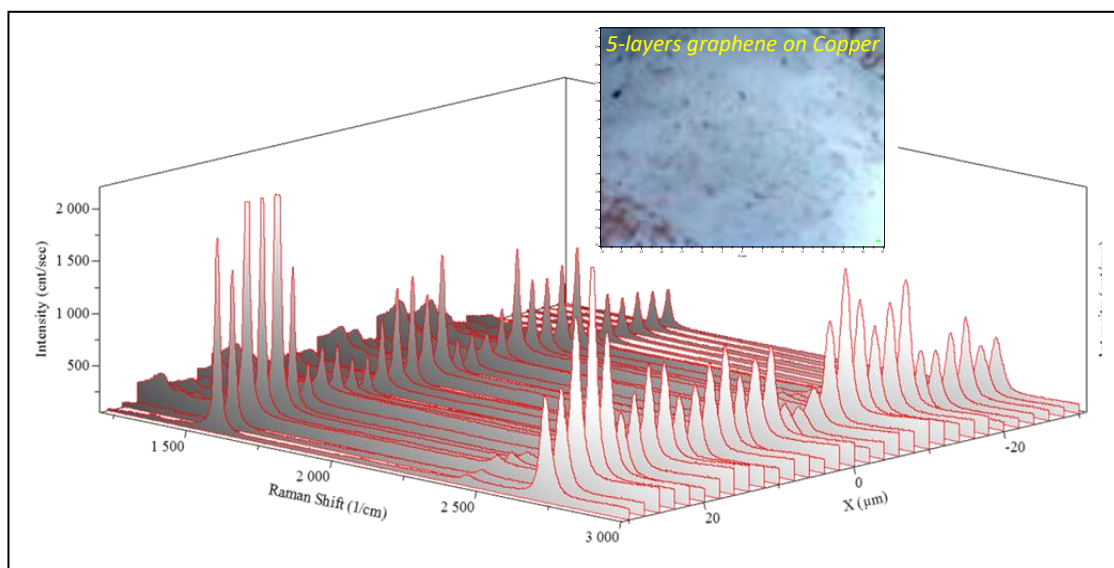 5-layers graphene on Copper
2 000
1 500
1 000
500
Intensity (cnt/sec)
1 500
2 000
2 500
3 000
Raman Shift (1/cm)
20
0
-20
X (µm)